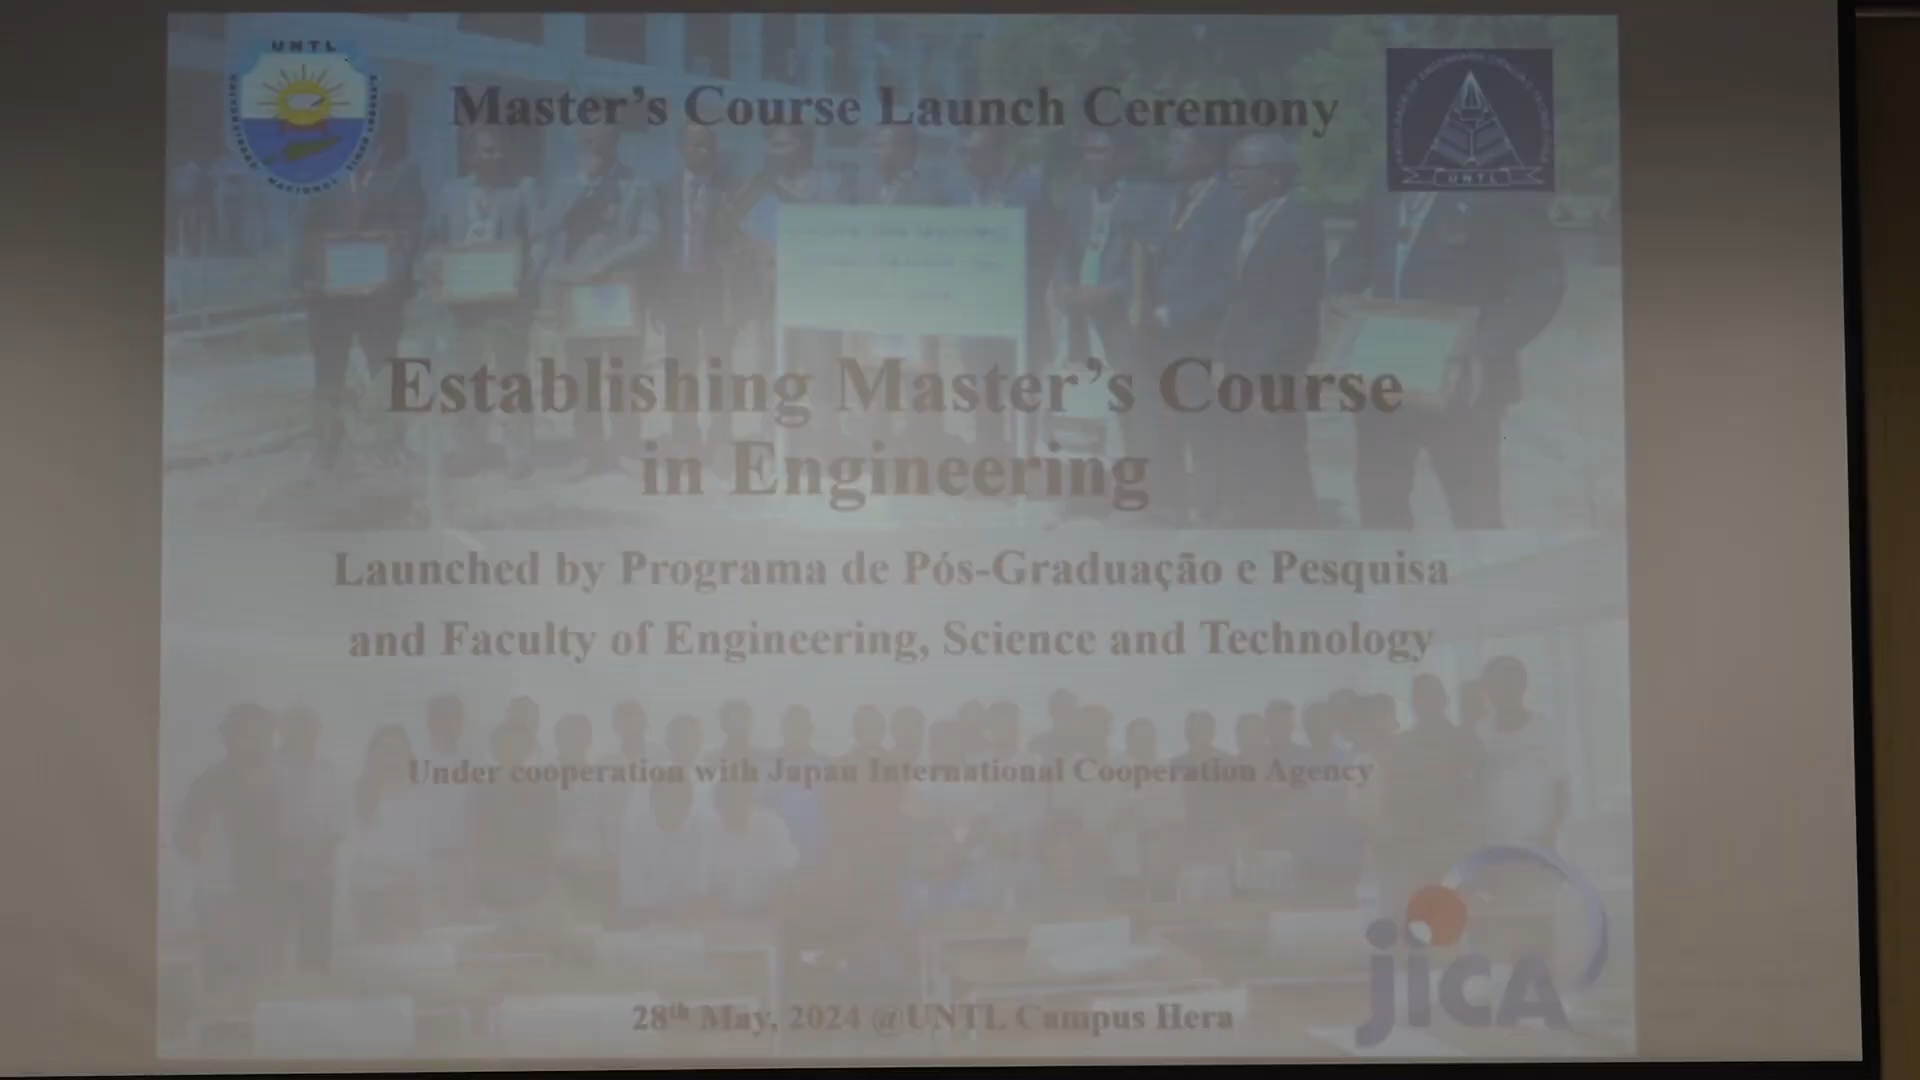 UNTL
Master's Course Launch Ceremony
UNTL
Establishing Master's Course
in Engineering
Launched by Programa de Pós-Graduação e Pesquisa
and Faculty of Engineering, Science and Technology
Under cooperation with Japan International Cooperation Agency
jica
28th May, 2024 @UNTL Campus Hera